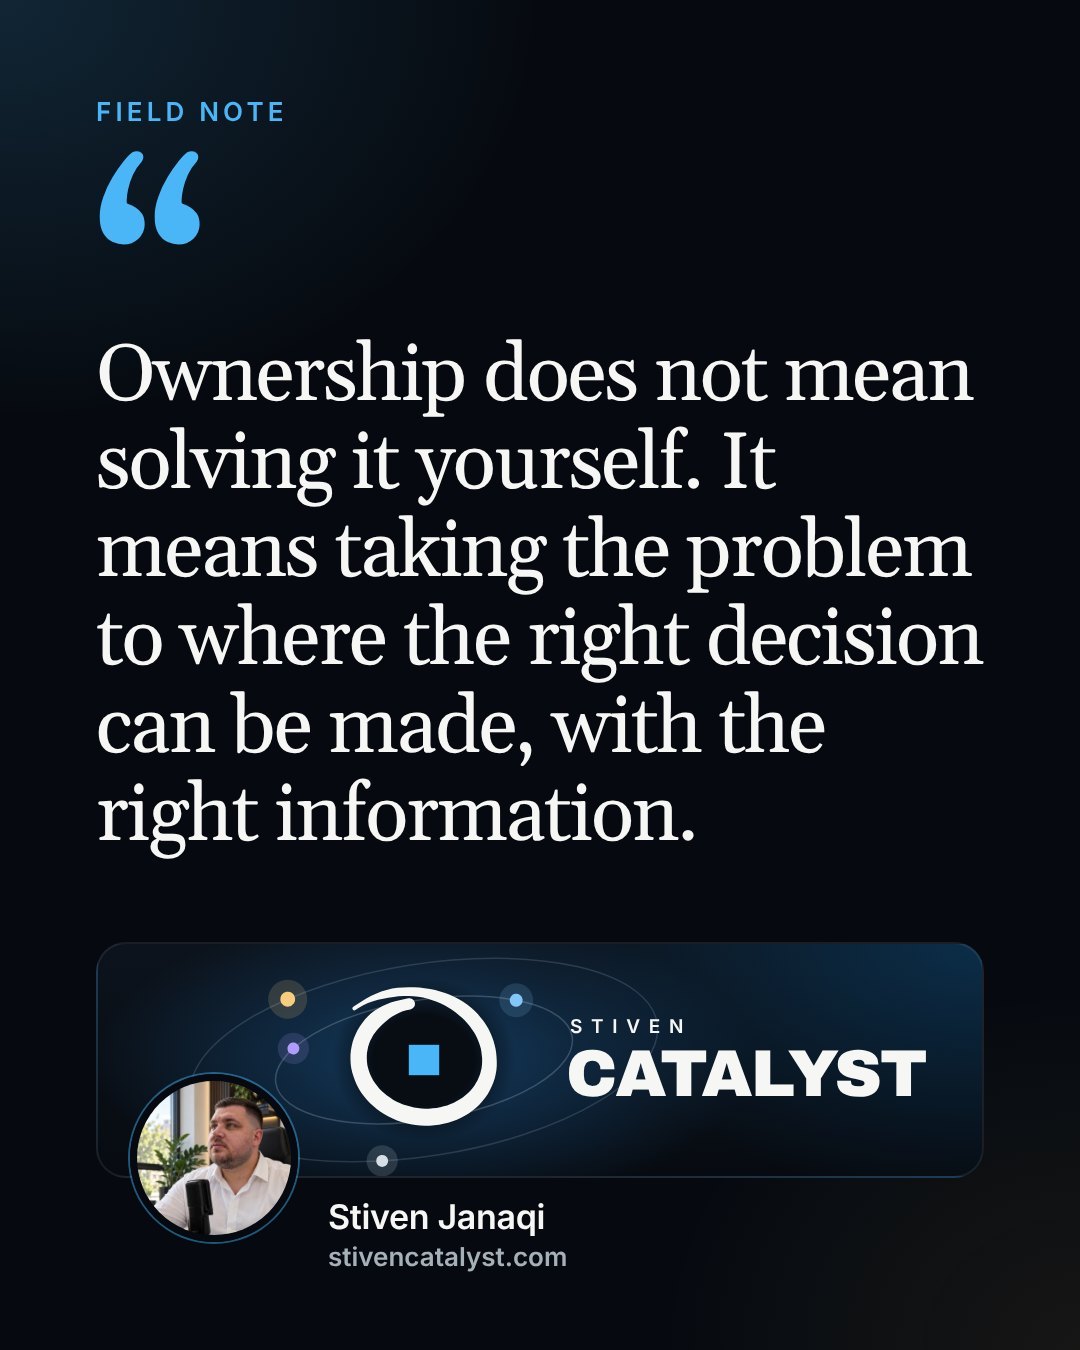 FIELD NOTE
“
Ownership does not mean
solving it yourself. It
means taking the problem
to where the right decision
can be made, with the
right information.
STIVEN
CATALYST
Stiven Janaqi
stivencatalyst.com